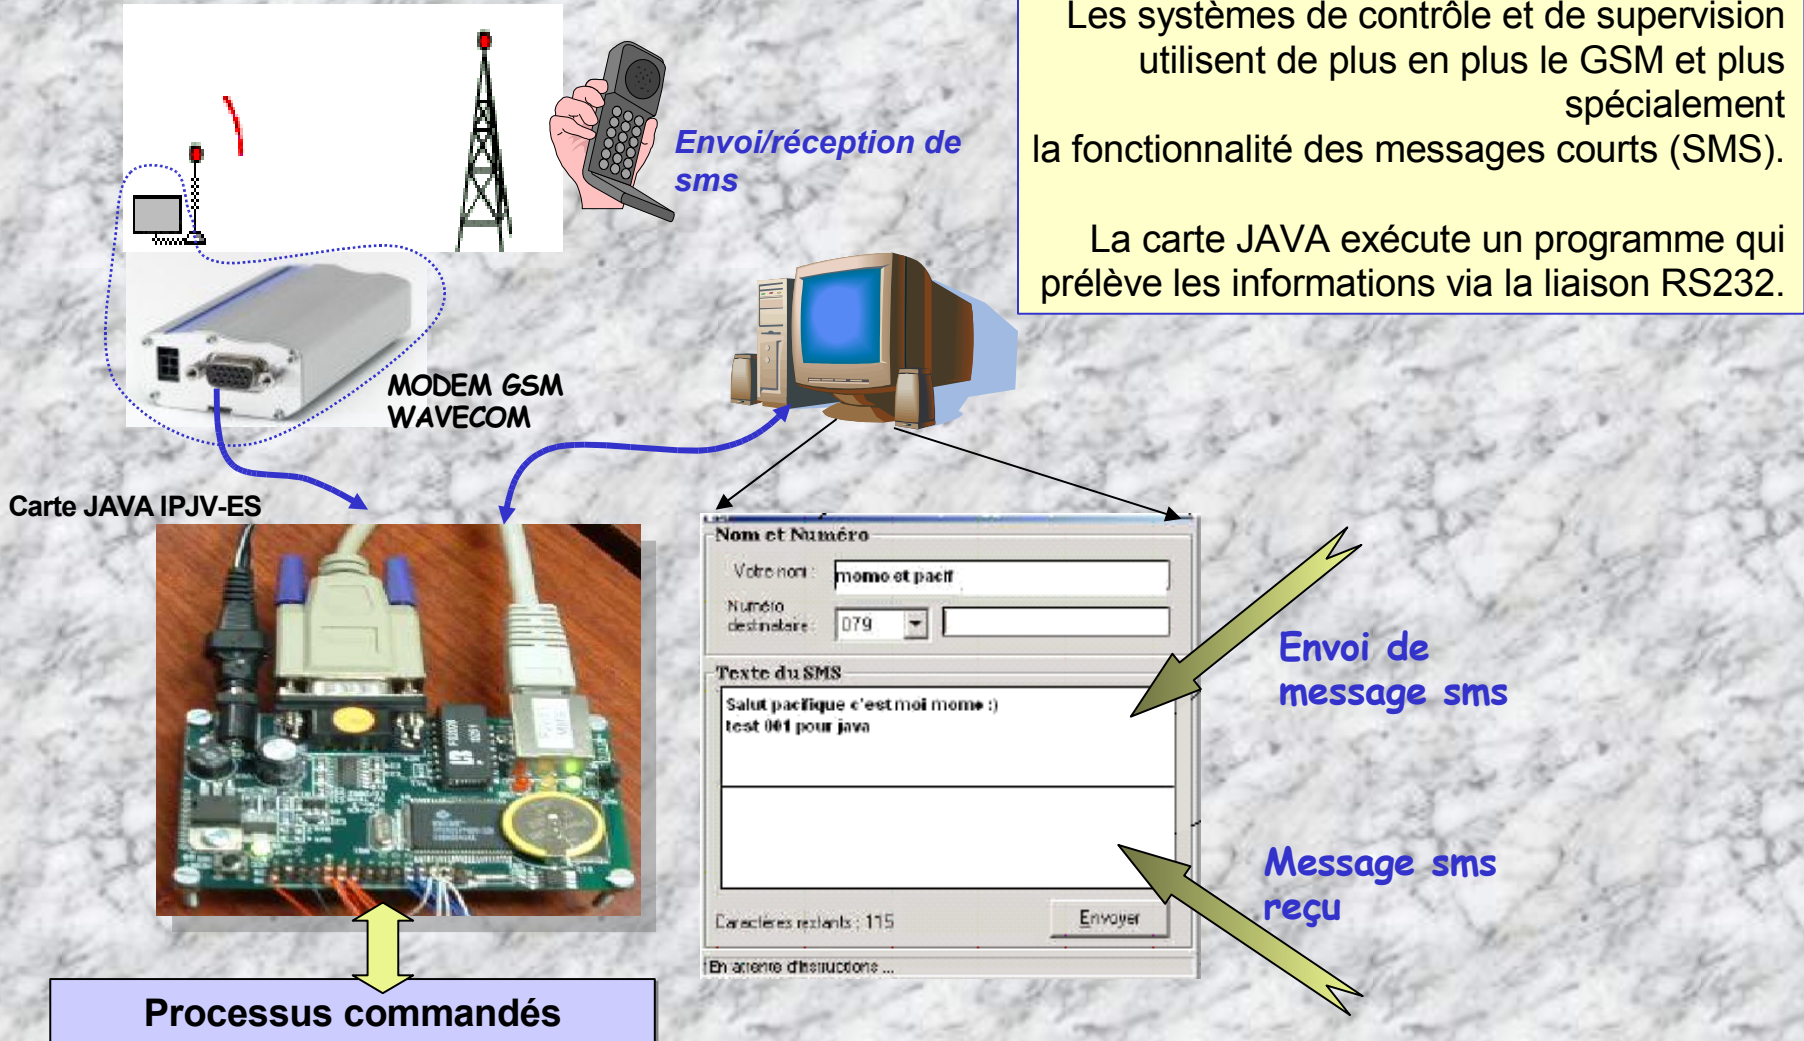 Les systèmes de contrôle et de supervision
utilisent de plus en plus le GSM et plus
spécialement
la fonctionnalité des messages courts (SMS).
La carte JAVA exécute un programme qui
prélève les informations via la liaison RS232.
Envoi/réception de
sms
MODEM GSM
WAVECOM
Carte JAVA IPJV-ES
Nom et Numéro
Votre nom :
momo et pacif
Numéro
destinataire :
079
Texte du SMS
Salut pacifique c'est moi momo :)
test 001 pour java
Caractères restants : 115
Envoyer
En attente d'instructions ...
Envoi de
message sms
Message sms
reçu
Processus commandés